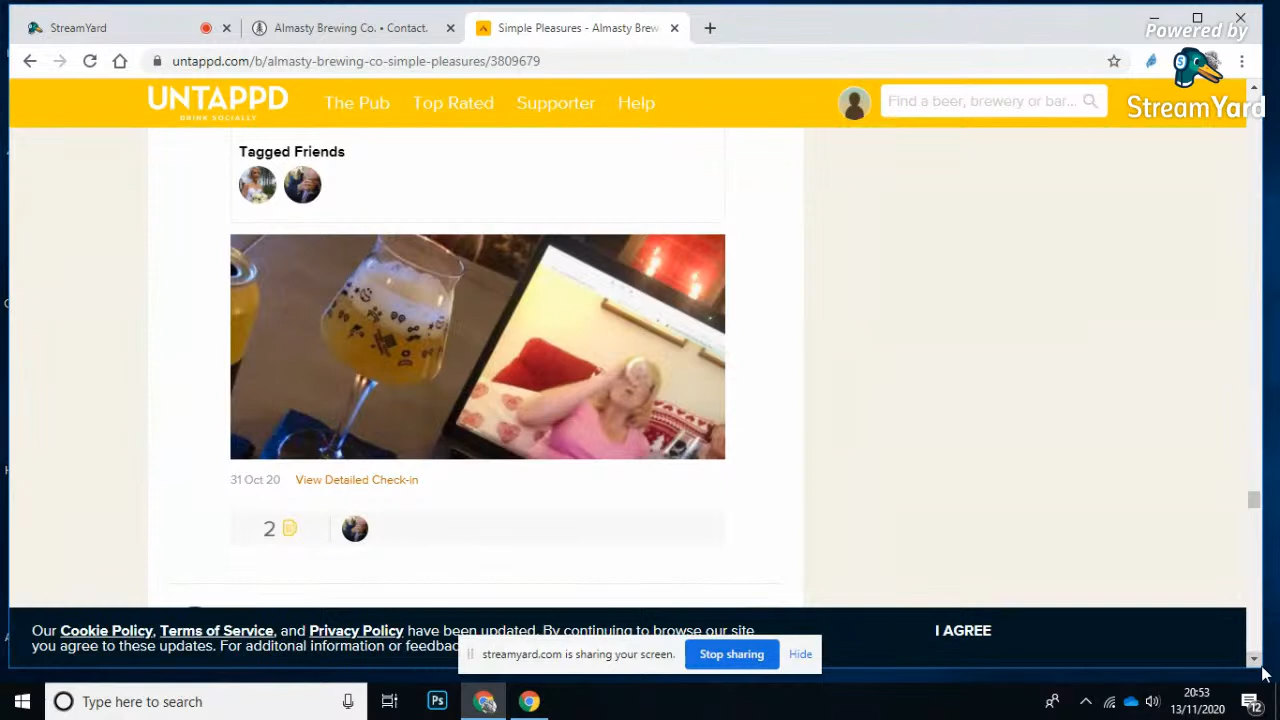 StreamYard
Almasty Brewing Co. • Contact.
Simple Pleasures - Almasty Brew
Powered by
untappd.com/b/almasty-brewing-co-simple-pleasures/3809679
StreamYard
UNTAPPD
DRINK SOCIALLY
The Pub
Top Rated
Supporter
Help
Find a beer, brewery or bar...
Tagged Friends
31 Oct 20
View Detailed Check-in
2
Our Cookie Policy, Terms of Service, and Privacy Policy have been updated. By continuing to browse our site
you agree to these updates. For additonal information or feedbac
I AGREE
streamyard.com is sharing your screen.
Stop sharing
Hide
Type here to search
Ps
20:53
13/11/2020
12